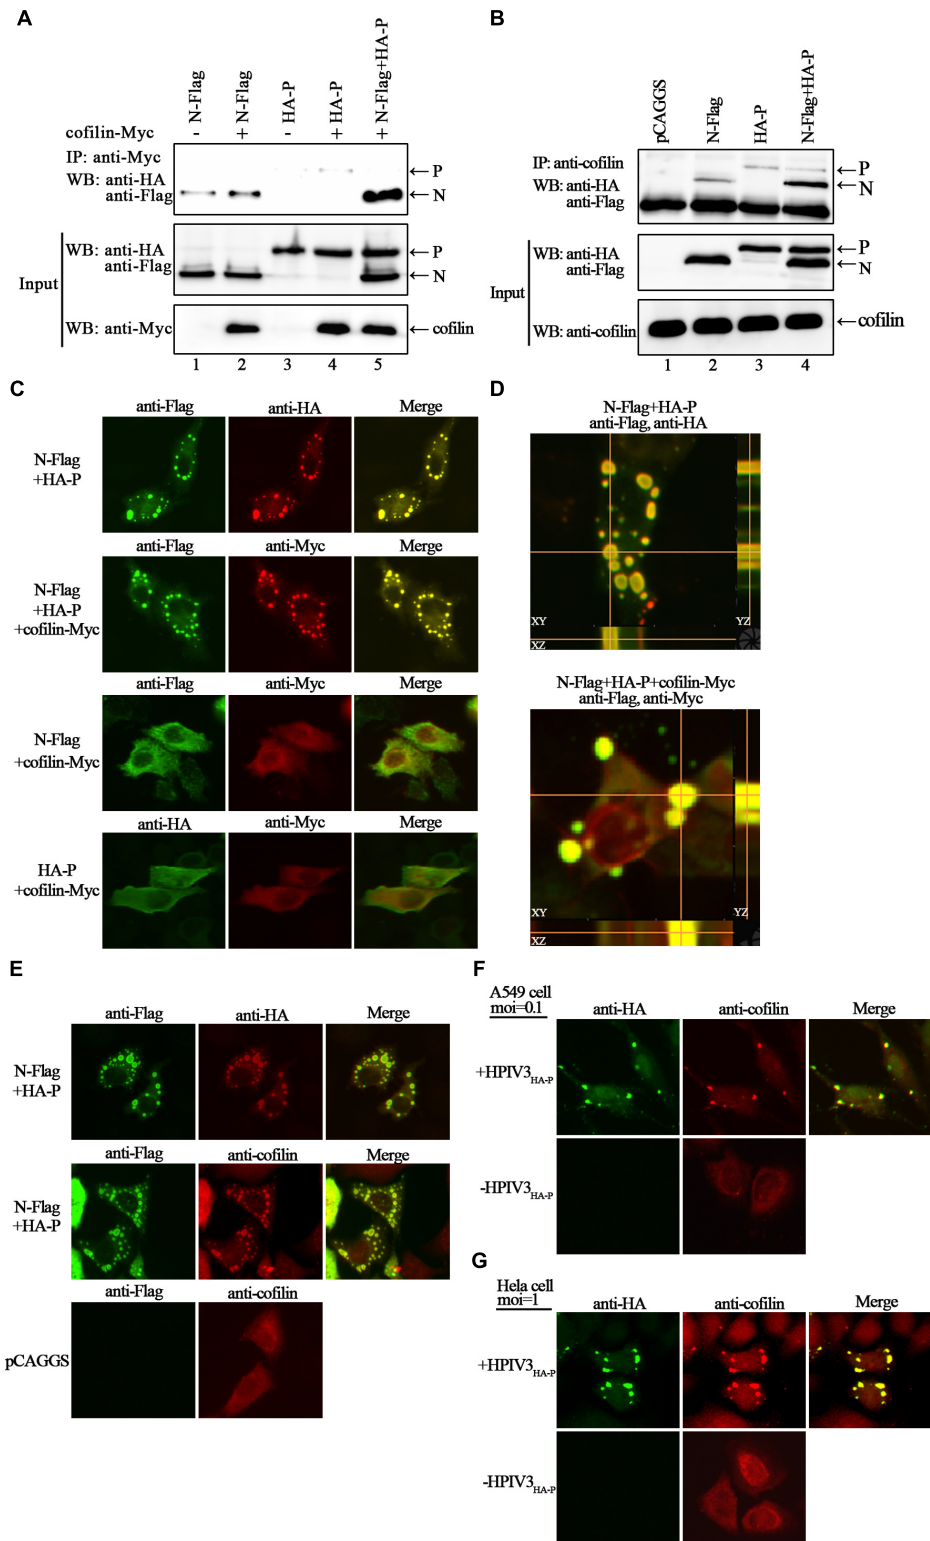 A
N-Flag
N-Flag
HA-P
HA-P
N-Flag+HA-P
cofilin-Myc - + - + +
IP: anti-Myc
WB: anti-HA
anti-Flag
←P
←N
Input
WB: anti-HA
anti-Flag
←P
←N
WB: anti-Myc
←cofilin
1 2 3 4 5
B
pCAGGS
N-Flag
HA-P
N-Flag+HA-P
IP: anti-cofilin
WB: anti-HA
anti-Flag
←P
←N
Input
WB: anti-HA
anti-Flag
←P
←N
WB: anti-cofilin
←cofilin
1 2 3 4
C
anti-Flag anti-HA Merge
N-Flag
+HA-P
anti-Flag anti-Myc Merge
N-Flag
+HA-P
+cofilin-Myc
anti-Flag anti-Myc Merge
N-Flag
+cofilin-Myc
anti-HA anti-Myc Merge
HA-P
+cofilin-Myc
D
N-Flag+HA-P
anti-Flag, anti-HA
XY YZ
XZ
N-Flag+HA-P+cofilin-Myc
anti-Flag, anti-Myc
XY YZ
XZ
E
anti-Flag anti-HA Merge
N-Flag
+HA-P
anti-Flag anti-cofilin Merge
N-Flag
+HA-P
anti-Flag anti-cofilin
pCAGGS
F
A549 cell
moi=0.1
anti-HA anti-cofilin Merge
+HPIV3HA-P
-HPIV3HA-P
G
Hela cell
moi=1
anti-HA anti-cofilin Merge
+HPIV3HA-P
-HPIV3HA-P